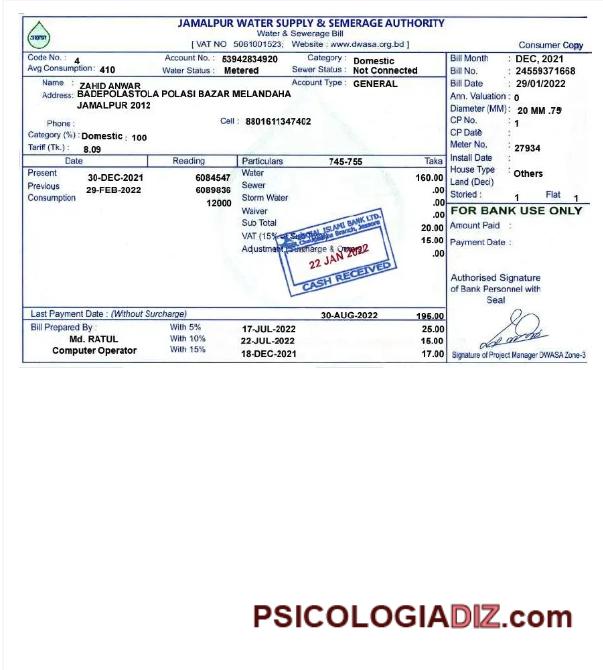 JAMALPUR WATER SUPPLY & SEMERAGE AUTHORITY
Water & Sewerage Bill
[ VAT NO 5061001523; Website : www.dwasa.org.bd ]
Consumer Copy
Code No. : 4 Account No. : 53942834920 Category : Domestic
Avg Consumption : 410 Water Status : Metered Sewer Status : Not Connected
Name : ZAHID ANWAR Account Type : GENERAL
Address: BADEPOLASTOLA POLASI BAZAR MELANDAHA
JAMALPUR 2012
Phone : Cell : 8801611347402
Category (%) : Domestic : 100
Tariff (Tk.) : 8.09
Bill Month : DEC, 2021
Bill No. : 24559371668
Bill Date : 29/01/2022
Ann. Valuation : 0
Diameter (MM) : 20 MM .75
CP No. : 1
CP Date :
Meter No. : 27934
Install Date :
House Type : Others
Land (Deci)
Storied : 1 Flat 1
Date Reading Particulars 745-755 Taka
Present 30-DEC-2021 6084547 Water 160.00
Previous 29-FEB-2022 6089836 Sewer .00
Consumption 12000 Storm Water .00
Waiver .00
Sub Total 20.00
VAT (15% 15.00
Adjustment .00
ISLAMI BANK LTD.
22 JAN 2022
CASH RECEIVED
FOR BANK USE ONLY
Amount Paid :
Payment Date :
Authorised Signature
of Bank Personnel with
Seal
Signature of Project Manager DWASA Zone-3
Last Payment Date : (Without Surcharge) 30-AUG-2022 195.00
Bill Prepared By : With 5% 17-JUL-2022 25.00
Md. RATUL With 10% 22-JUL-2022 15.00
Computer Operator With 15% 18-DEC-2021 17.00
PSICOLOGIADIZ.com